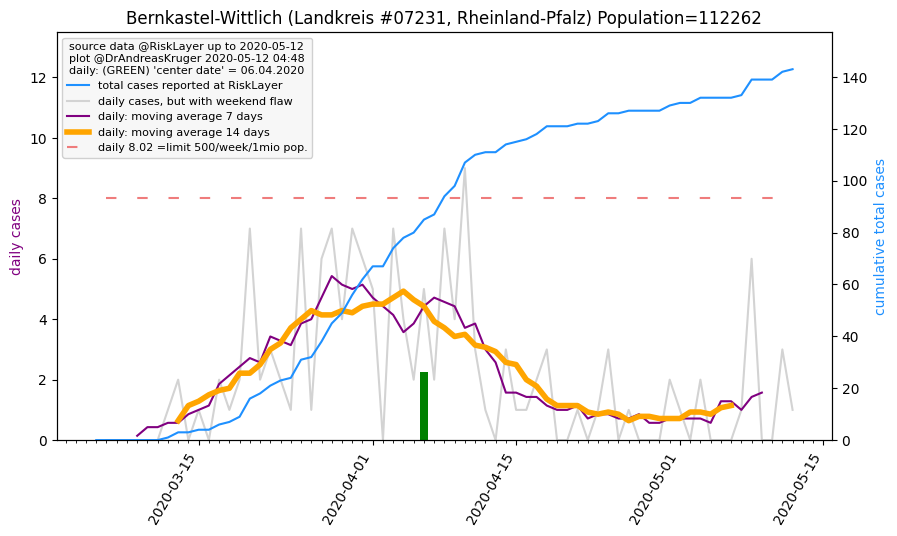 Bernkastel-Wittlich (Landkreis #07231, Rheinland-Pfalz) Population=112262
source data @RiskLayer up to 2020-05-12
plot @DrAndreasKruger 2020-05-12 04:48
daily: (GREEN) 'center date' = 06.04.2020
total cases reported at RiskLayer
daily cases, but with weekend flaw
daily: moving average 7 days
daily: moving average 14 days
daily 8.02 =limit 500/week/1mio pop.
daily cases
0
2
4
6
8
10
12
cumulative total cases
0
20
40
60
80
100
120
140
2020-03-15
2020-04-01
2020-04-15
2020-05-01
2020-05-15